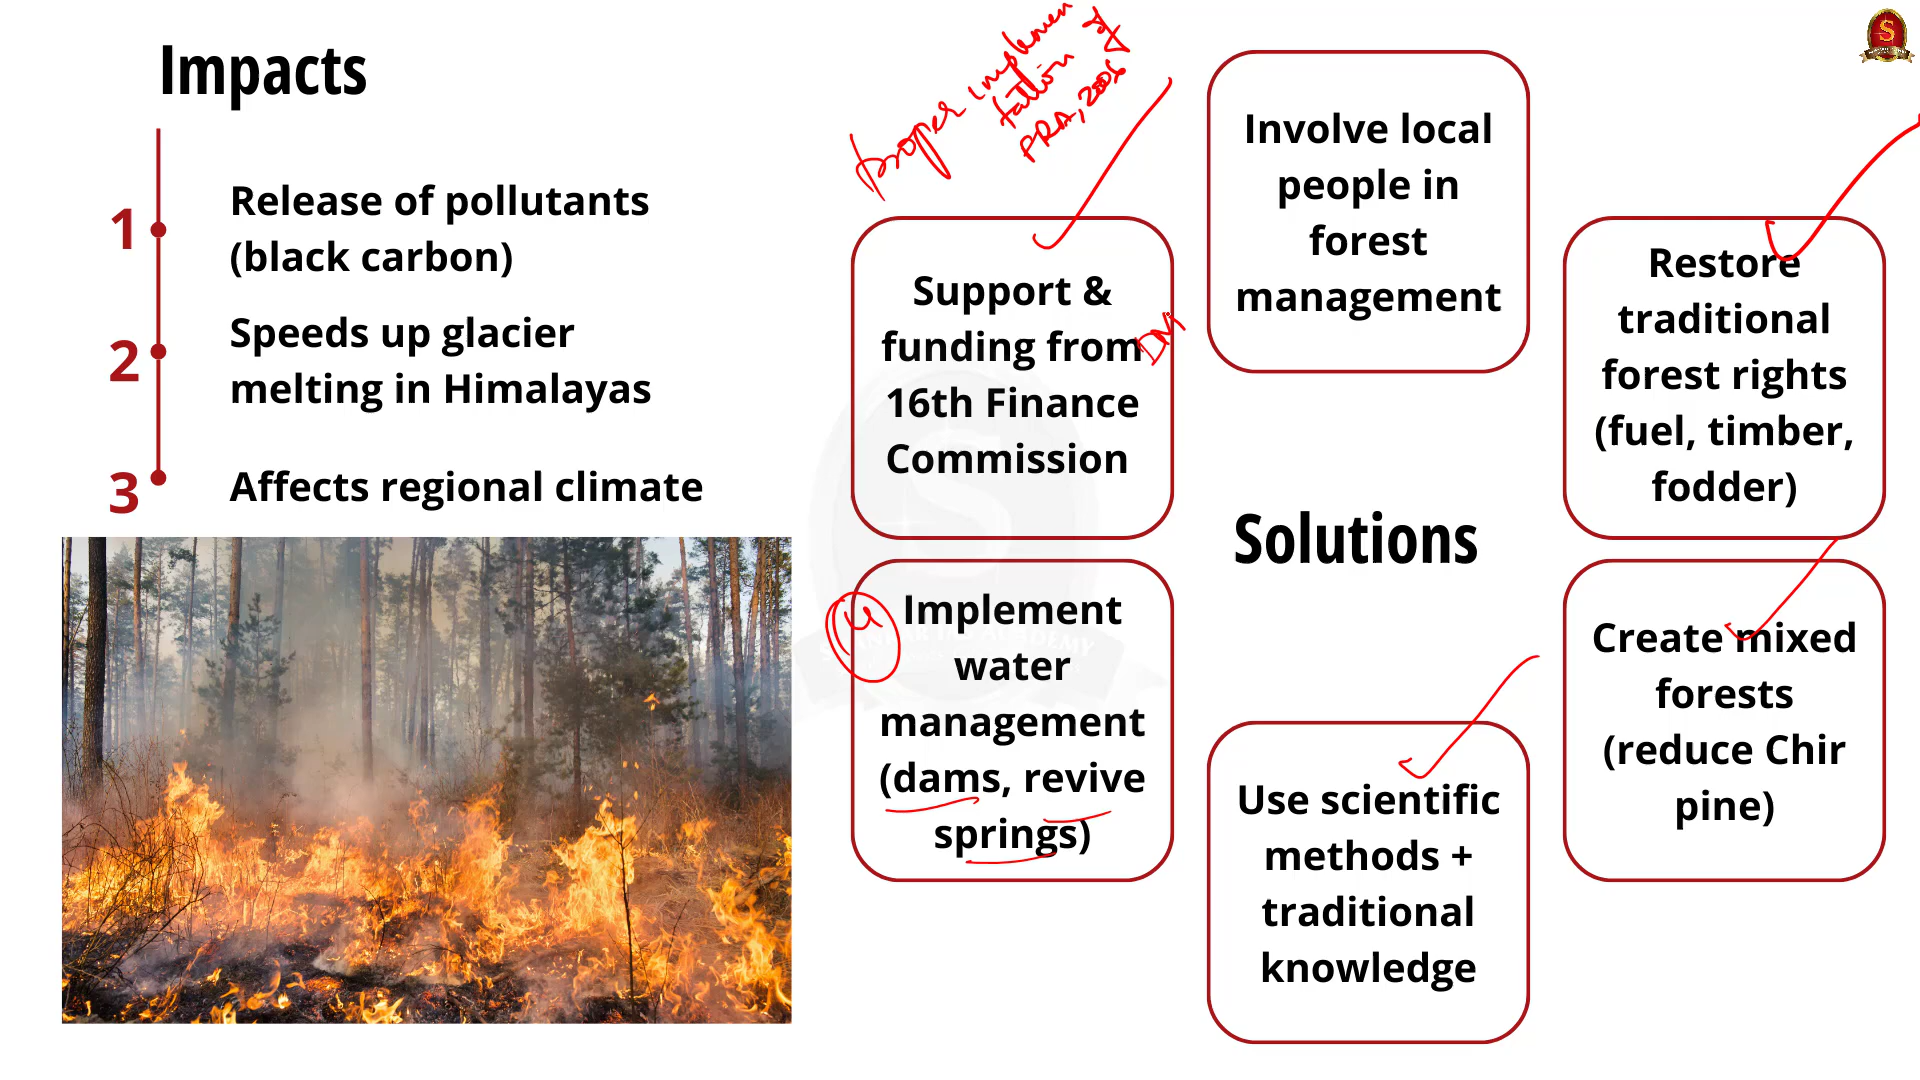 Impacts
1
Release of pollutants
(black carbon)
2
Speeds up glacier
melting in Himalayas
3
Affects regional climate
Proper implemen
tation of
FRA, 2006
Support &
funding from
16th Finance
Commission
DM
Involve local
people in
forest
management
Restore
traditional
forest rights
(fuel, timber,
fodder)
Solutions
Implement
water
management
(dams, revive
springs)
Use scientific
methods +
traditional
knowledge
Create mixed
forests
(reduce Chir
pine)
S